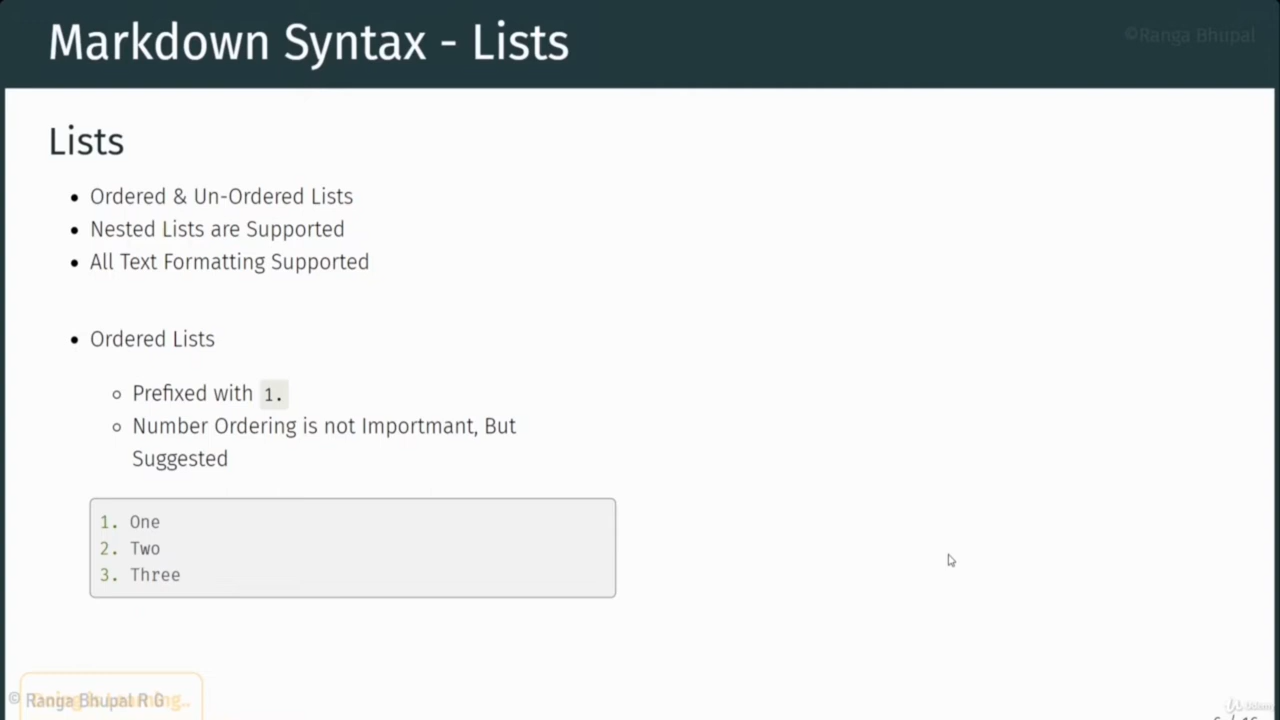 Markdown Syntax - Lists
©Ranga Bhupal
Lists
• Ordered & Un-Ordered Lists
• Nested Lists are Supported
• All Text Formatting Supported
• Ordered Lists
◦ Prefixed with 1.
◦ Number Ordering is not Importmant, But
Suggested
1. One
2. Two
3. Three
© Ranga Bhupal R G
Udemy